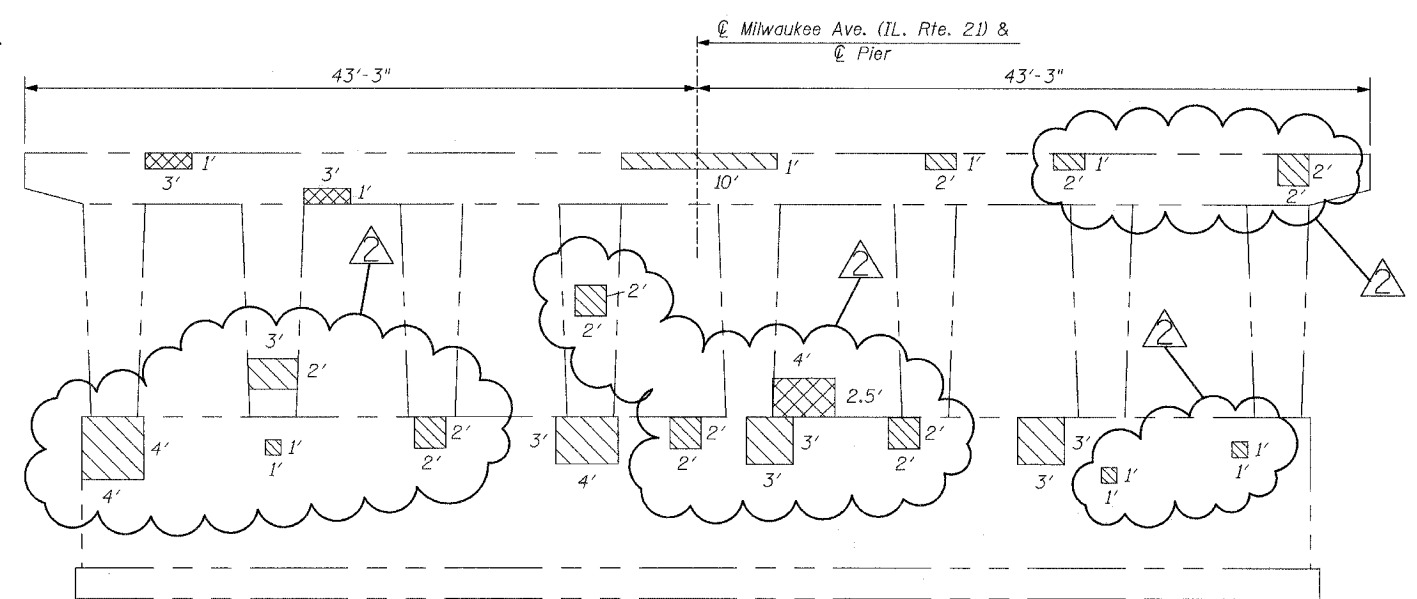 ℄ Milwaukee Ave. (IL. Rte. 21) &
℄ Pier
43'-3" 43'-3"
1' 1' 1' 1' 2'
3' 3' 10' 2' 2' 2'
1'
2 2 2 2
2'
2'
3' 2'
4' 2.5'
4' 1' 2' 3' 2' 3' 2' 3' 1' 1'
4' 1' 2' 4' 2' 3' 2' 3' 1' 1'